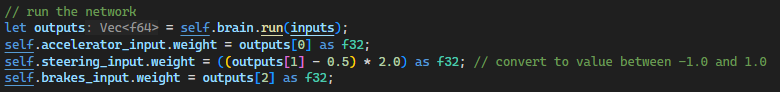 // run the network
let outputs: Vec<f64> = self.brain.run(inputs);
self.accelerator_input.weight = outputs[0] as f32;
self.steering_input.weight = ((outputs[1] - 0.5) * 2.0) as f32; // convert to value between -1.0 and 1.0
self.brakes_input.weight = outputs[2] as f32;